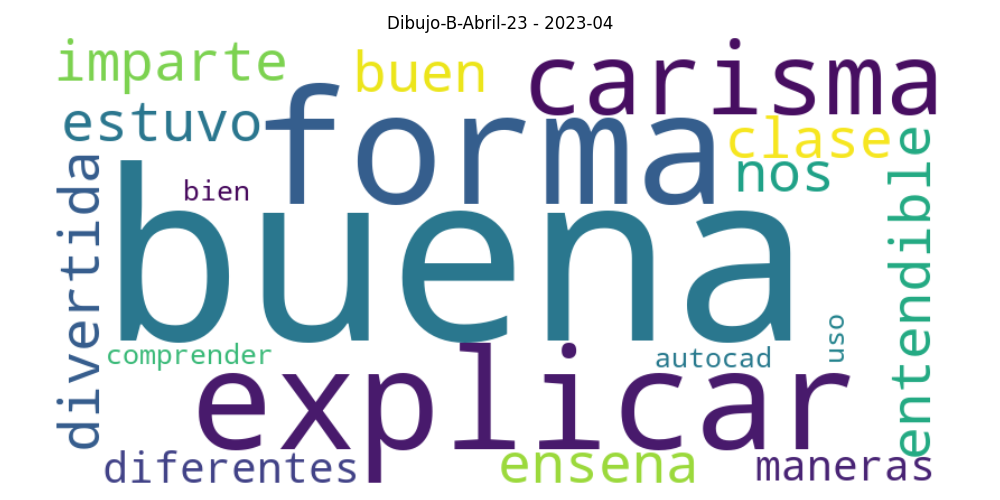 Dibujo-B-Abril-23 - 2023-04
imparte
buen
carisma
estuvo
forma
clase
nos
bien
divertida
buena
entendible
comprender
autocad
uso
explicar
diferentes
ensena
maneras